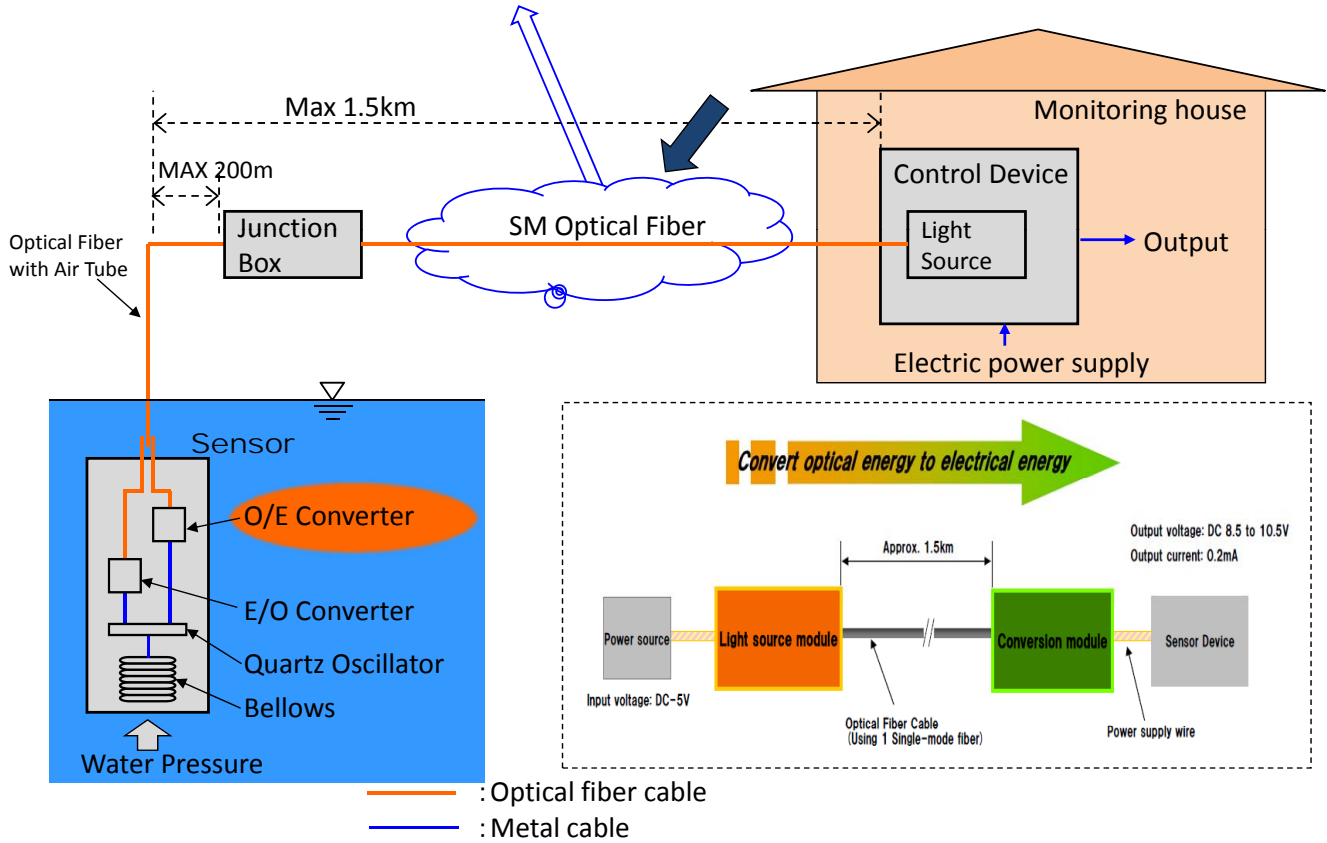 Max 1.5km
Monitoring house
MAX 200m
Control Device
Junction
Box
SM Optical Fiber
Light
Source
Output
Optical Fiber
with Air Tube
Electric power supply
Sensor
O/E Converter
E/O Converter
Quartz Oscillator
Bellows
Water Pressure
Convert optical energy to electrical energy
Output voltage: DC 8.5 to 10.5V
Output current: 0.2mA
Approx. 1.5km
Power source
Light source module
Conversion module
Sensor Device
Input voltage: DC-5V
Optical Fiber Cable
(Using 1 Single-mode fiber)
Power supply wire
: Optical fiber cable
: Metal cable